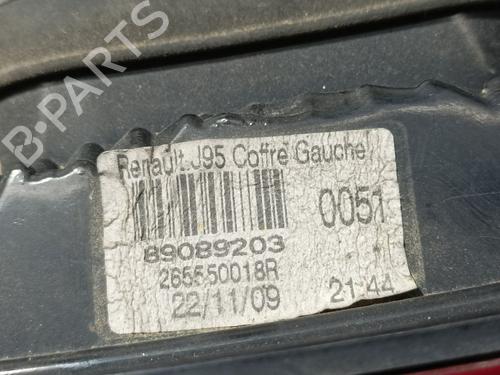 Renault J95 Coffre Gauche
0051
89089203
265550018R
22/11/09 21:44
B-PARTS